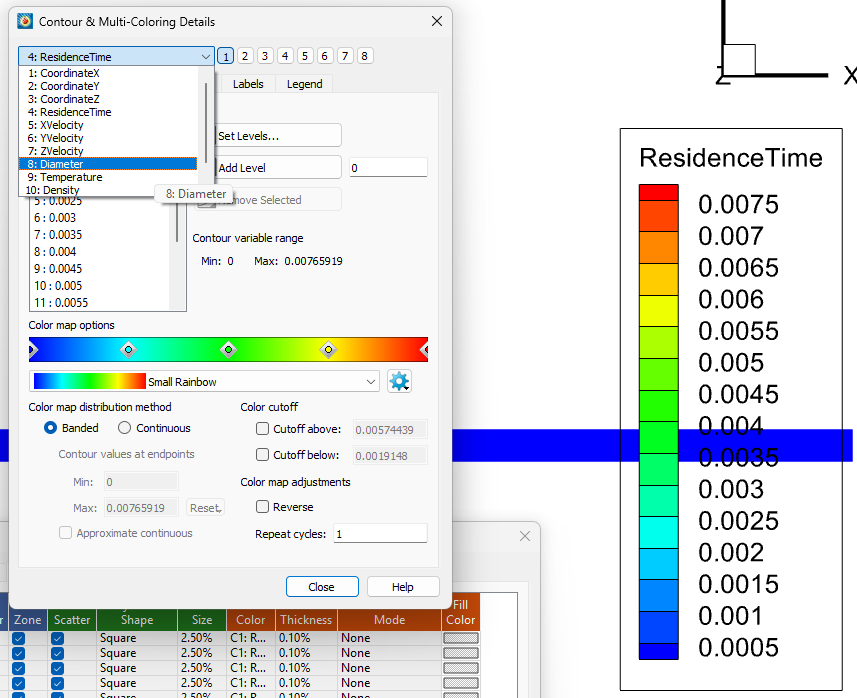 Contour & Multi-Coloring Details
4: ResidenceTime
1 2 3 4 5 6 7 8
1: CoordinateX
2: CoordinateY
3: CoordinateZ
4: ResidenceTime
5: XVelocity
6: YVelocity
7: ZVelocity
8: Diameter
9: Temperature
10: Density
8: Diameter
Labels Legend
Set Levels...
Add Level 0
move Selected
5 : 0.0025
6 : 0.003
7 : 0.0035
8 : 0.004
9 : 0.0045
10 : 0.005
11 : 0.0055
Contour variable range
Min: 0 Max: 0.00765919
Color map options
Small Rainbow
Color map distribution method
Banded Continuous
Contour values at endpoints
Min: 0
Max: 0.00765919 Reset
Approximate continuous
Color cutoff
Cutoff above: 0.00574439
Cutoff below: 0.0019148
Color map adjustments
Reverse
Repeat cycles: 1
Close Help
Zone Scatter Shape Size Color Thickness Mode Fill Color
Square 2.50% C1: R... 0.10% None
Square 2.50% C1: R... 0.10% None
Square 2.50% C1: R... 0.10% None
Square 2.50% C1: R... 0.10% None
Square 2.50% C1: R... 0.10% None
Z X
ResidenceTime
0.0075
0.007
0.0065
0.006
0.0055
0.005
0.0045
0.004
0.0035
0.003
0.0025
0.002
0.0015
0.001
0.0005